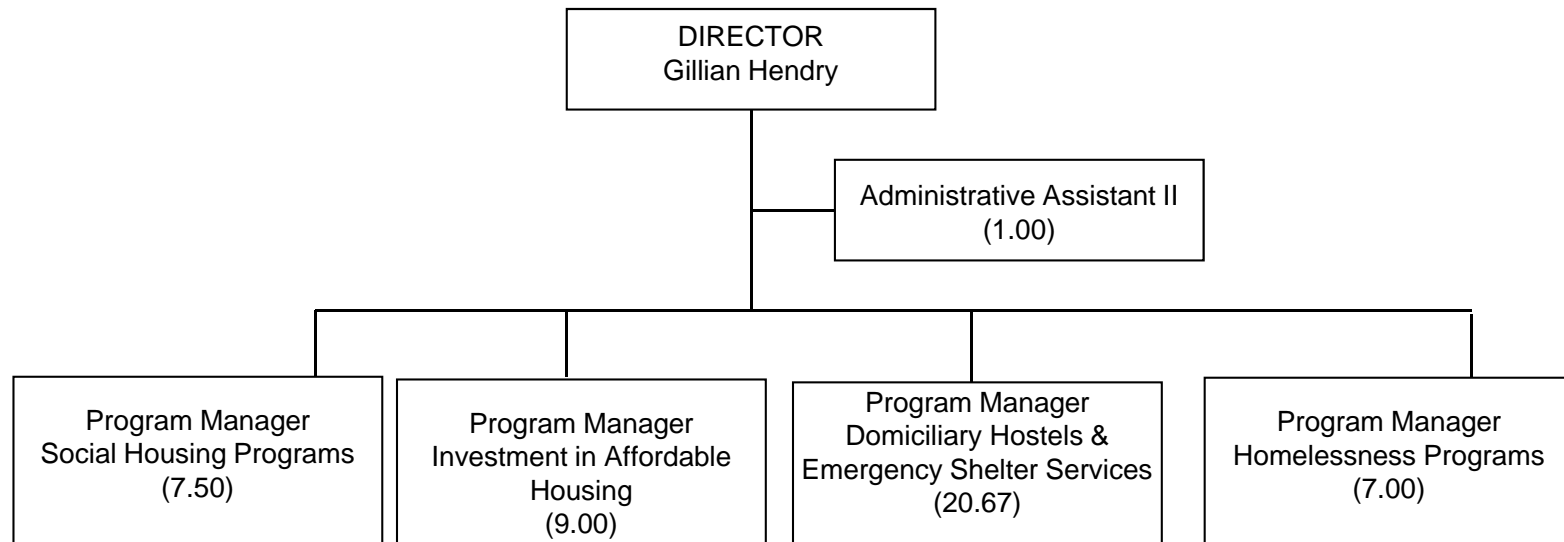 DIRECTOR
Gillian Hendry
Administrative Assistant II
(1.00)
Program Manager
Social Housing Programs
(7.50)
Program Manager
Investment in Affordable
Housing
(9.00)
Program Manager
Domiciliary Hostels &
Emergency Shelter Services
(20.67)
Program Manager
Homelessness Programs
(7.00)